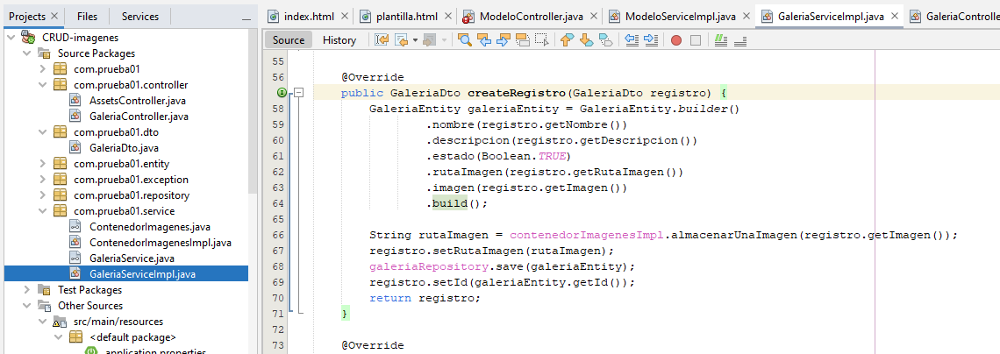 Projects
Files
Services
index.html
plantilla.html
ModeloController.java
ModeloServiceImpl.java
GaleriaServiceImpl.java
GaleriaControlle
CRUD-imagenes
Source Packages
com.prueba01
com.prueba01.controller
AssetsController.java
GaleriaController.java
com.prueba01.dto
GaleriaDto.java
com.prueba01.entity
com.prueba01.exception
com.prueba01.repository
com.prueba01.service
ContenedorImagenes.java
ContenedorImagenesImpl.java
GaleriaService.java
GaleriaServiceImpl.java
Test Packages
Other Sources
src/main/resources
<default package>
application.properties
Source
History
55
56 @Override
public GaleriaDto createRegistro(GaleriaDto registro) {
58 GaleriaEntity galeriaEntity = GaleriaEntity.builder()
59 .nombre(registro.getNombre())
60 .descripcion(registro.getDescripcion())
61 .estado(Boolean.TRUE)
62 .rutaImagen(registro.getRutaImagen())
63 .imagen(registro.getImagen())
64 .build();
65
66 String rutaImagen = contenedorImagenesImpl.almacenarUnaImagen(registro.getImagen());
67 registro.setRutaImagen(rutaImagen);
68 galeriaRepository.save(galeriaEntity);
69 registro.setId(galeriaEntity.getId());
70 return registro;
71 }
72
73 @Override